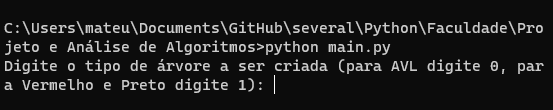 C:\Users\mateu\Documents\GitHub\several\Python\Faculdade\Pro
jeto e Análise de Algoritmos>python main.py
Digite o tipo de árvore a ser criada (para AVL digite 0, par
a Vermelho e Preto digite 1):